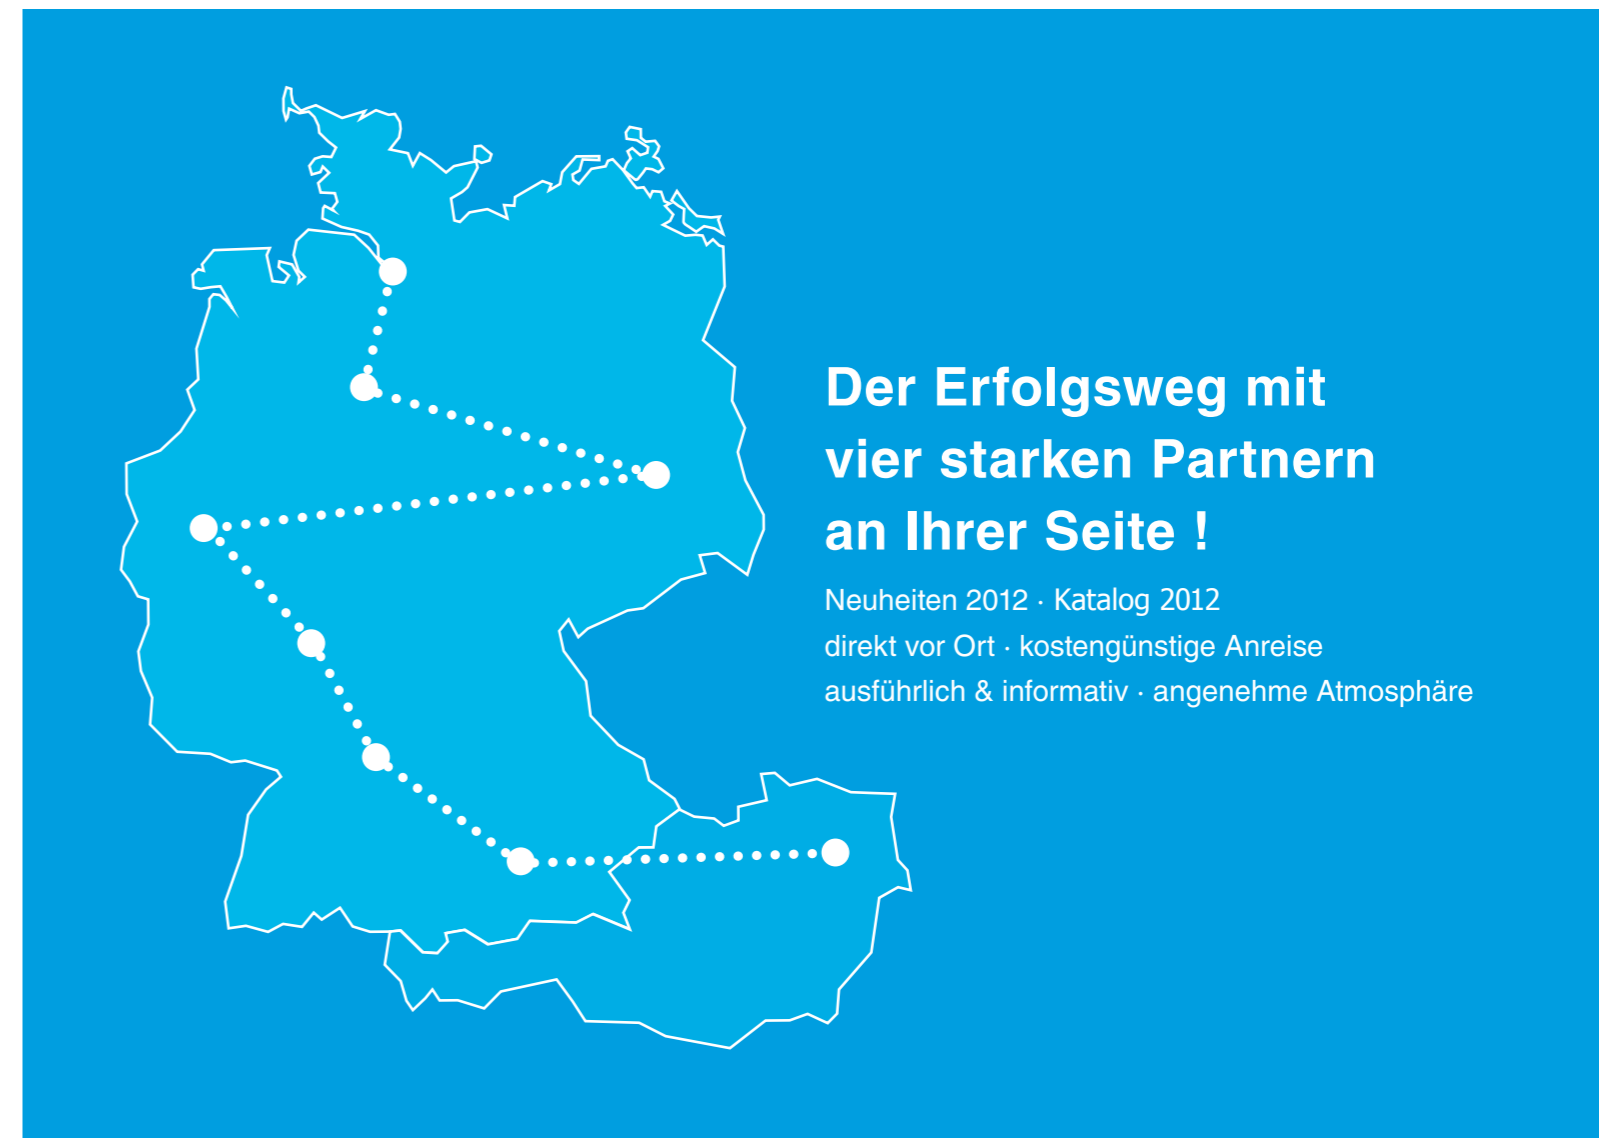 Der Erfolgsweg mit
vier starken Partnern
an Ihrer Seite !
Neuheiten 2012 · Katalog 2012
direkt vor Ort · kostengünstige Anreise
ausführlich & informativ · angenehme Atmosphäre